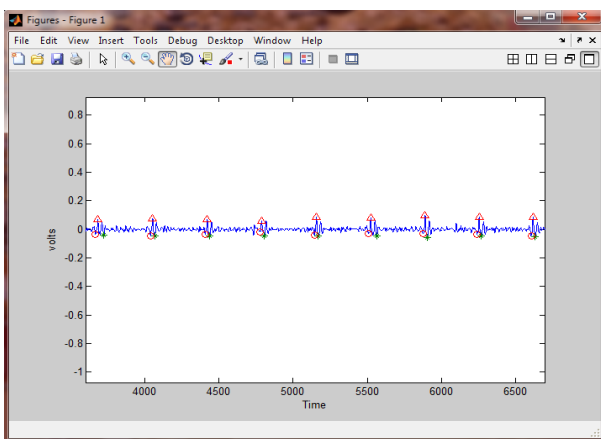 Figures - Figure 1
File Edit View Insert Tools Debug Desktop Window Help
0.8
0.6
0.4
0.2
0
-0.2
-0.4
-0.6
-0.8
-1
volts
4000 4500 5000 5500 6000 6500
Time